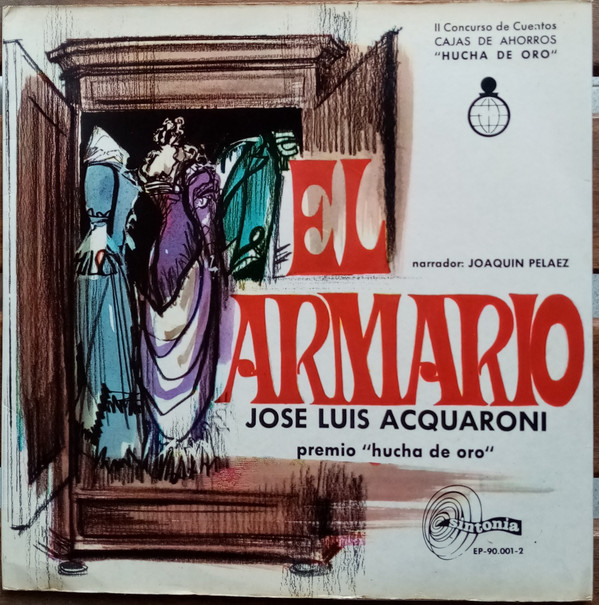 II Concurso de Cuentos
CAJAS DE AHORROS
"HUCHA DE ORO"
EL
narrador: JOAQUIN PELAEZ
ARMARIO
JOSE LUIS ACQUARONI
premio "hucha de oro"
sintonia
EP-90.001-2